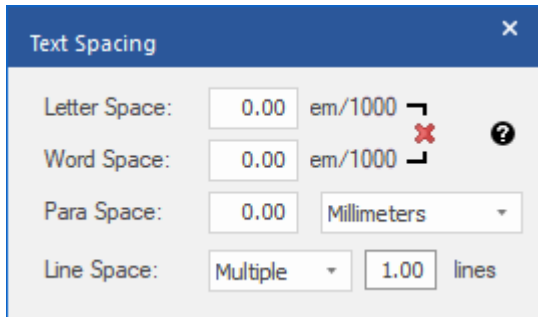 Text Spacing
Letter Space: 0.00 em/1000
Word Space: 0.00 em/1000
Para Space: 0.00 Millimeters
Line Space: Multiple 1.00 lines